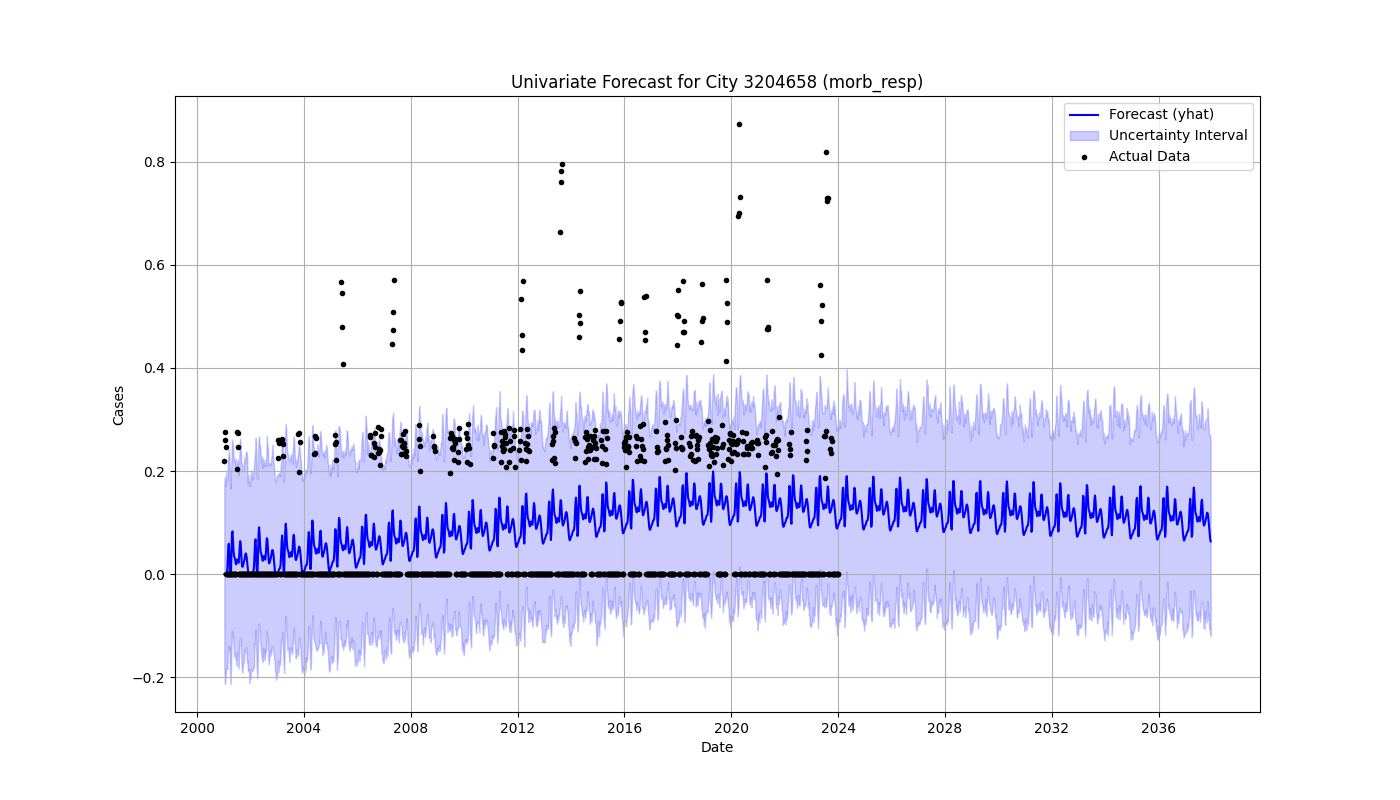 Univariate Forecast for City 3204658 (morb_resp)
Forecast (yhat)
Uncertainty Interval
Actual Data
Cases
0.8
0.6
0.4
0.2
0.0
−0.2
2000 2004 2008 2012 2016 2020 2024 2028 2032 2036
Date